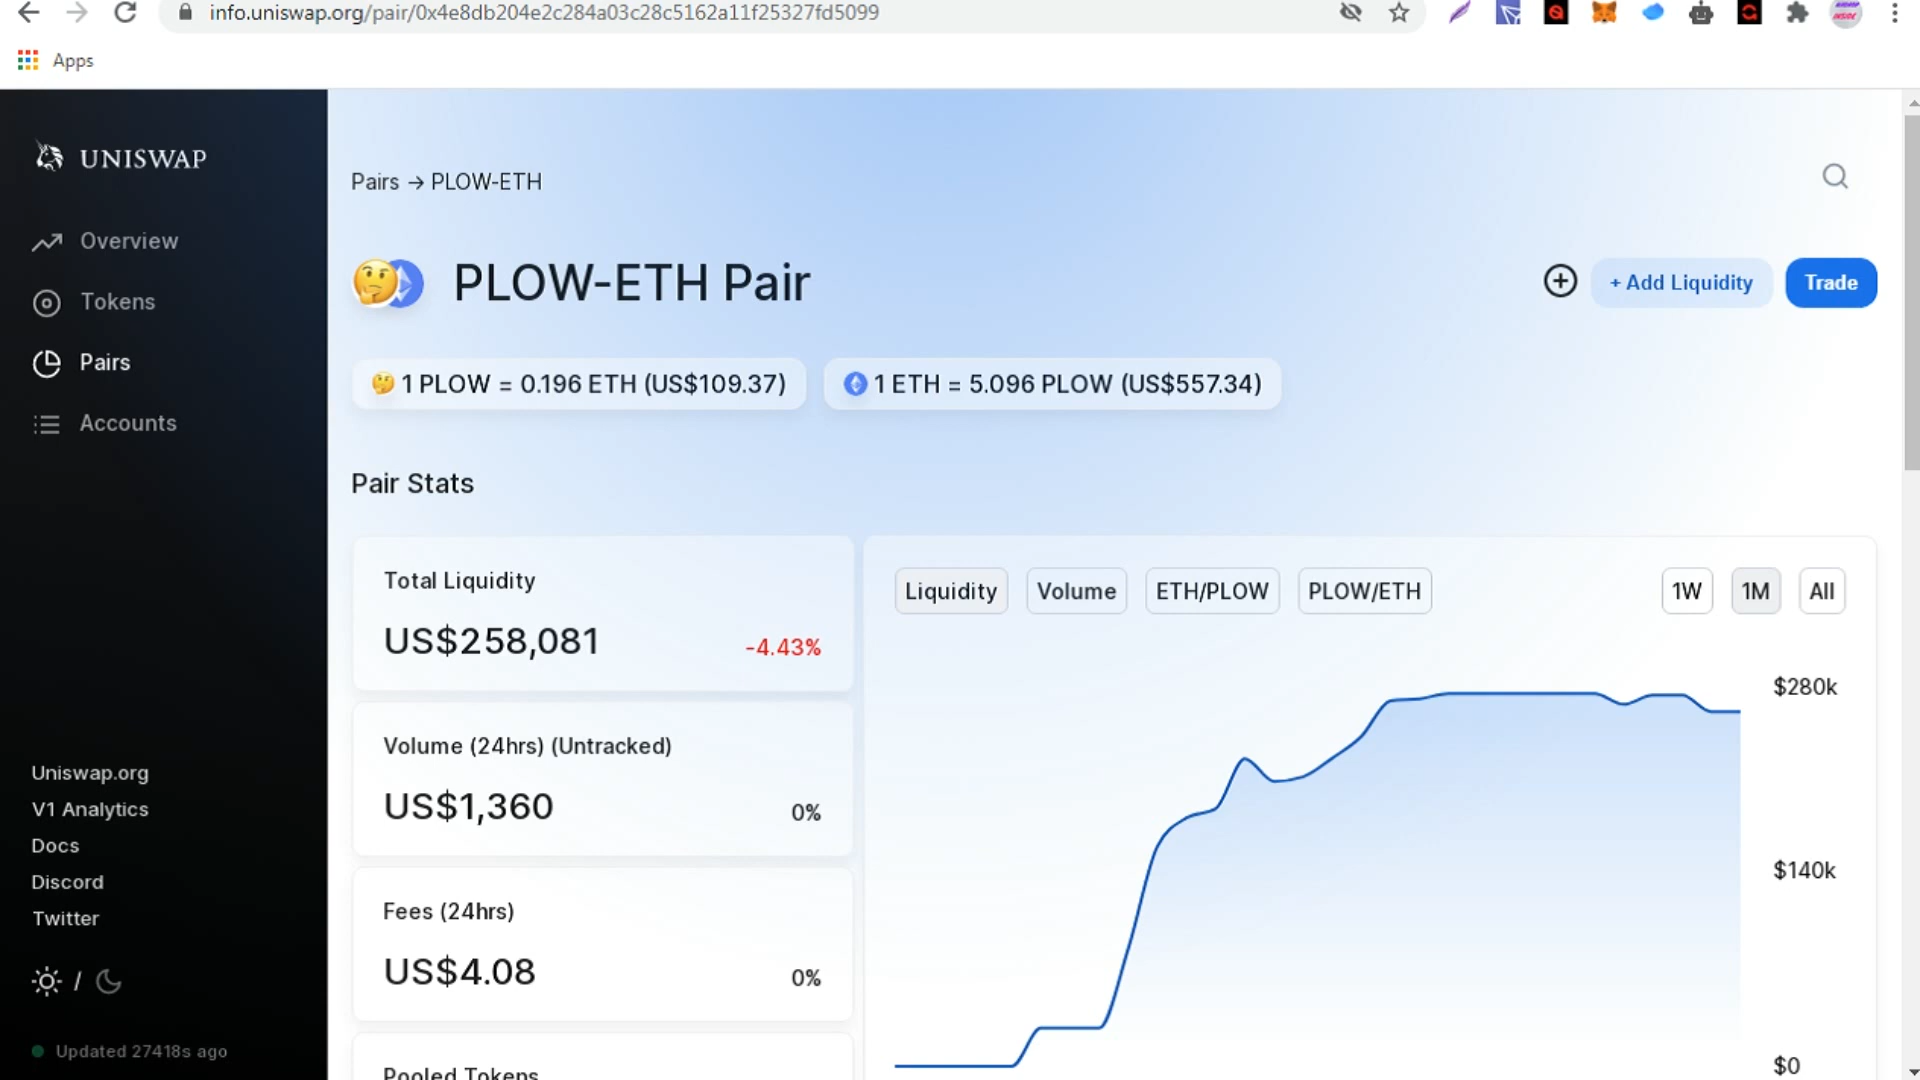 info.uniswap.org/pair/0x4e8db204e2c284a03c28c5162a11f25327fd5099
Apps
UNISWAP
Overview
Tokens
Pairs
Accounts
Uniswap.org
V1 Analytics
Docs
Discord
Twitter
/
Updated 27418s ago
Pairs → PLOW-ETH
PLOW-ETH Pair
+ Add Liquidity
Trade
1 PLOW = 0.196 ETH (US$109.37)
1 ETH = 5.096 PLOW (US$557.34)
Pair Stats
Total Liquidity
US$258,081 -4.43%
Volume (24hrs) (Untracked)
US$1,360 0%
Fees (24hrs)
US$4.08 0%
Pooled Tokens
Liquidity Volume ETH/PLOW PLOW/ETH
1W 1M All
$280k
$140k
$0